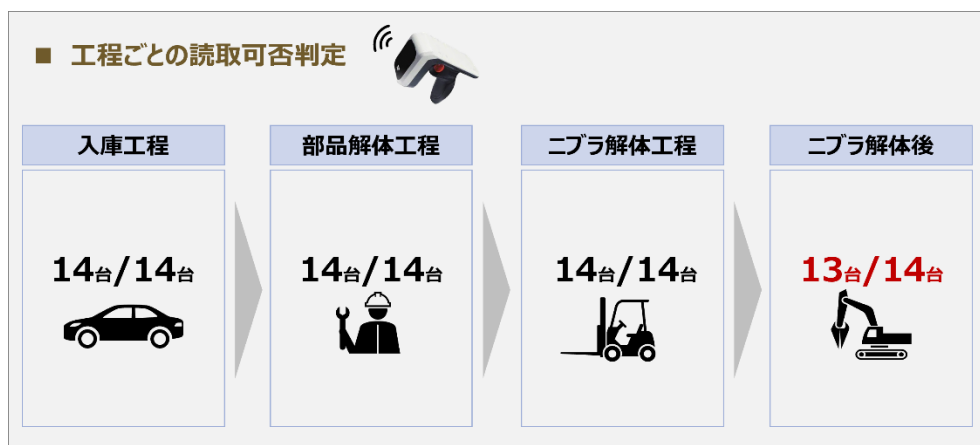 ■ 工程ごとの読取可否判定
入庫工程
14台/14台
部品解体工程
14台/14台
ニブラ解体工程
14台/14台
ニブラ解体後
13台/14台